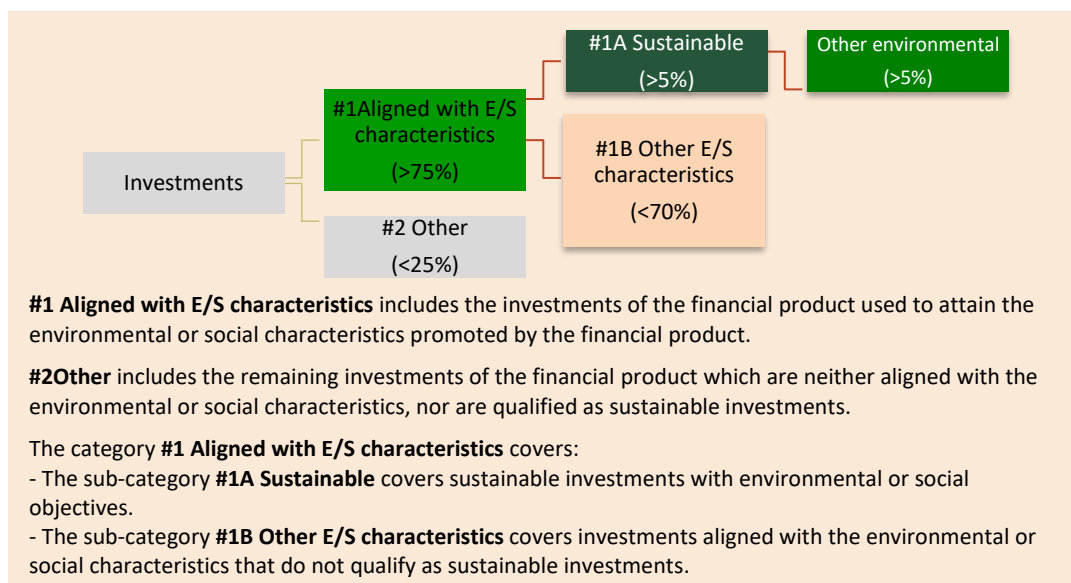 #1A Sustainable
(>5%)
Other environmental
(>5%)
#1Aligned with E/S
characteristics
(>75%)
#1B Other E/S
characteristics
(<70%)
Investments
#2 Other
(<25%)
#1 Aligned with E/S characteristics includes the investments of the financial product used to attain the
environmental or social characteristics promoted by the financial product.
#2Other includes the remaining investments of the financial product which are neither aligned with the
environmental or social characteristics, nor are qualified as sustainable investments.
The category #1 Aligned with E/S characteristics covers:
- The sub-category #1A Sustainable covers sustainable investments with environmental or social
objectives.
- The sub-category #1B Other E/S characteristics covers investments aligned with the environmental or
social characteristics that do not qualify as sustainable investments.